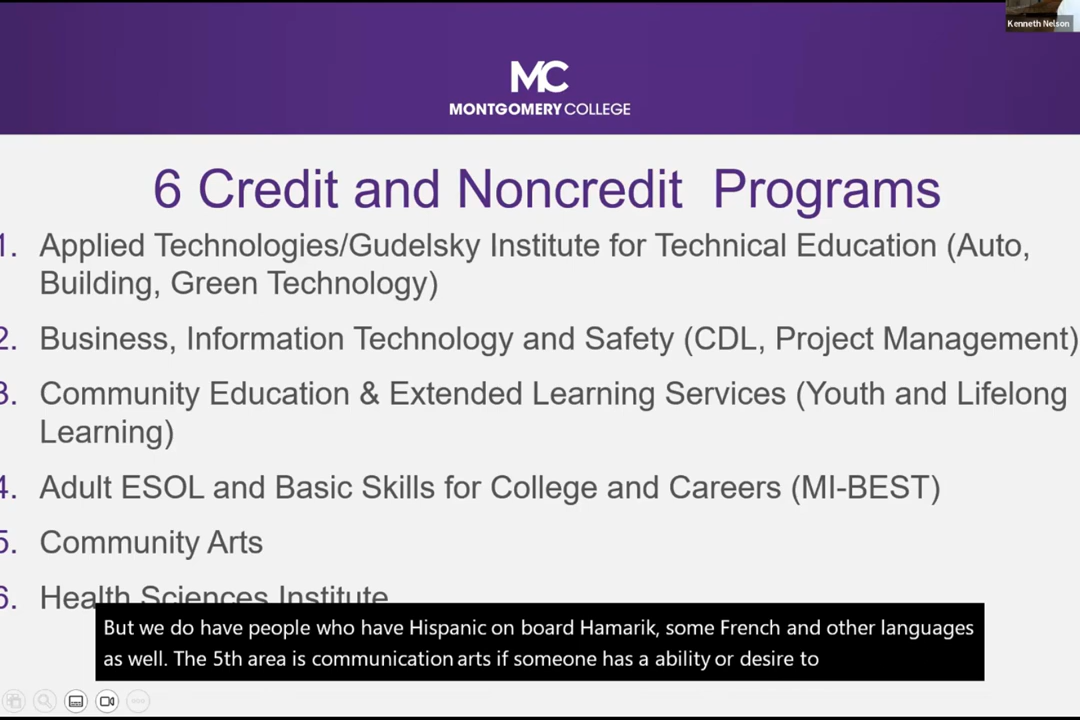 Kenneth Nelson
MC
MONTGOMERY COLLEGE
6 Credit and Noncredit Programs
1. Applied Technologies/Gudelsky Institute for Technical Education (Auto,
Building, Green Technology)
2. Business, Information Technology and Safety (CDL, Project Management)
3. Community Education & Extended Learning Services (Youth and Lifelong
Learning)
4. Adult ESOL and Basic Skills for College and Careers (MI-BEST)
5. Community Arts
6. Health Sciences Institute
But we do have people who have Hispanic on board Hamarik, some French and other languages
as well. The 5th area is communication arts if someone has a ability or desire to